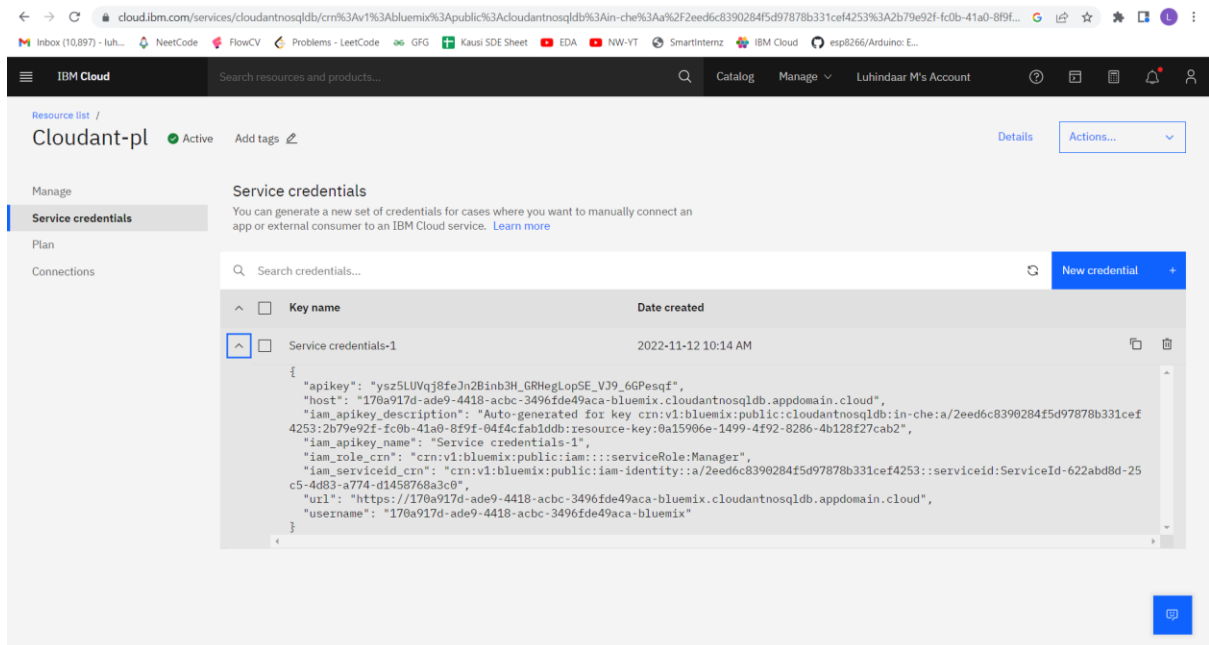 cloud.ibm.com/services/cloudantnosqldb/crn%3Av1%3Abluemix%3Apublic%3Acloudantnosqldb%3Ain-che%3Aa%2F2eed6c8390284f5d97878b331cef4253%3A2b79e92f-fc0b-41a0-8f9f...
Inbox (10,897) - luh... NeetCode FlowCV Problems - LeetCode GFG Kausi SDE Sheet EDA NW-YT SmartInternz IBM Cloud esp8266/Arduino: E...
IBM Cloud Search resources and products... Catalog Manage Luhindaar M's Account
Resource list /
Cloudant-pl Active Add tags Details Actions...
Manage
Service credentials
Plan
Connections
Service credentials
You can generate a new set of credentials for cases where you want to manually connect an
app or external consumer to an IBM Cloud service. Learn more
Search credentials... New credential +
Key name Date created
Service credentials-1 2022-11-12 10:14 AM
{
"apikey": "ysz5LUVqj8feJn2Binb3H_GRHegLopSE_VJ9_6GPesqf",
"host": "170a917d-ade9-4418-acbc-3496fde49aca-bluemix.cloudantnosqldb.appdomain.cloud",
"iam_apikey_description": "Auto-generated for key crn:v1:bluemix:public:cloudantnosqldb:in-che:a/2eed6c8390284f5d97878b331cef
4253:2b79e92f-fc0b-41a0-8f9f-04f4cfab1ddb:resource-key:0a15906e-1499-4f92-8286-4b128f27cab2",
"iam_apikey_name": "Service credentials-1",
"iam_role_crn": "crn:v1:bluemix:public:iam::::serviceRole:Manager",
"iam_serviceid_crn": "crn:v1:bluemix:public:iam-identity::a/2eed6c8390284f5d97878b331cef4253::serviceid:ServiceId-622abd8d-25
c5-4d83-a774-d1458768a3c0",
"url": "https://170a917d-ade9-4418-acbc-3496fde49aca-bluemix.cloudantnosqldb.appdomain.cloud",
"username": "170a917d-ade9-4418-acbc-3496fde49aca-bluemix"
}